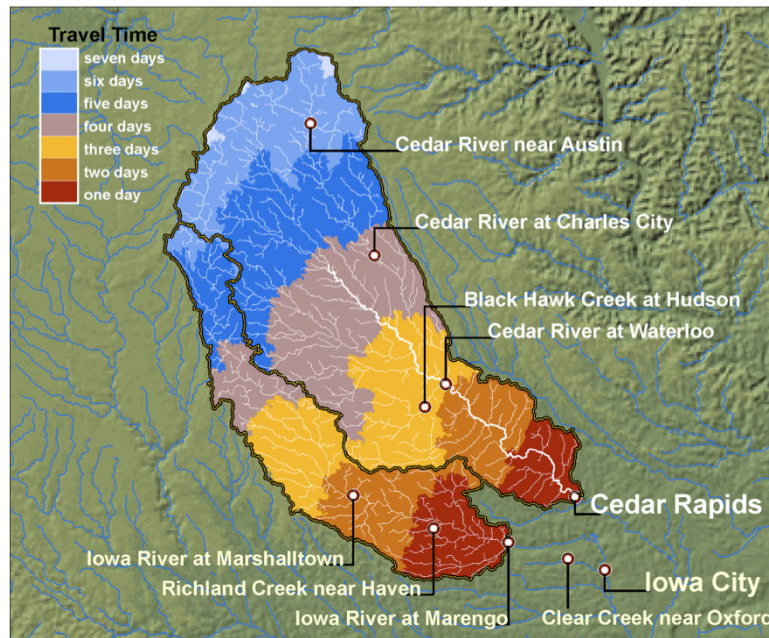 Travel Time
seven days
six days
five days
four days
three days
two days
one day
Cedar River near Austin
Cedar River at Charles City
Black Hawk Creek at Hudson
Cedar River at Waterloo
Cedar Rapids
Iowa River at Marshalltown
Richland Creek near Haven
Iowa City
Iowa River at Marengo
Clear Creek near Oxford